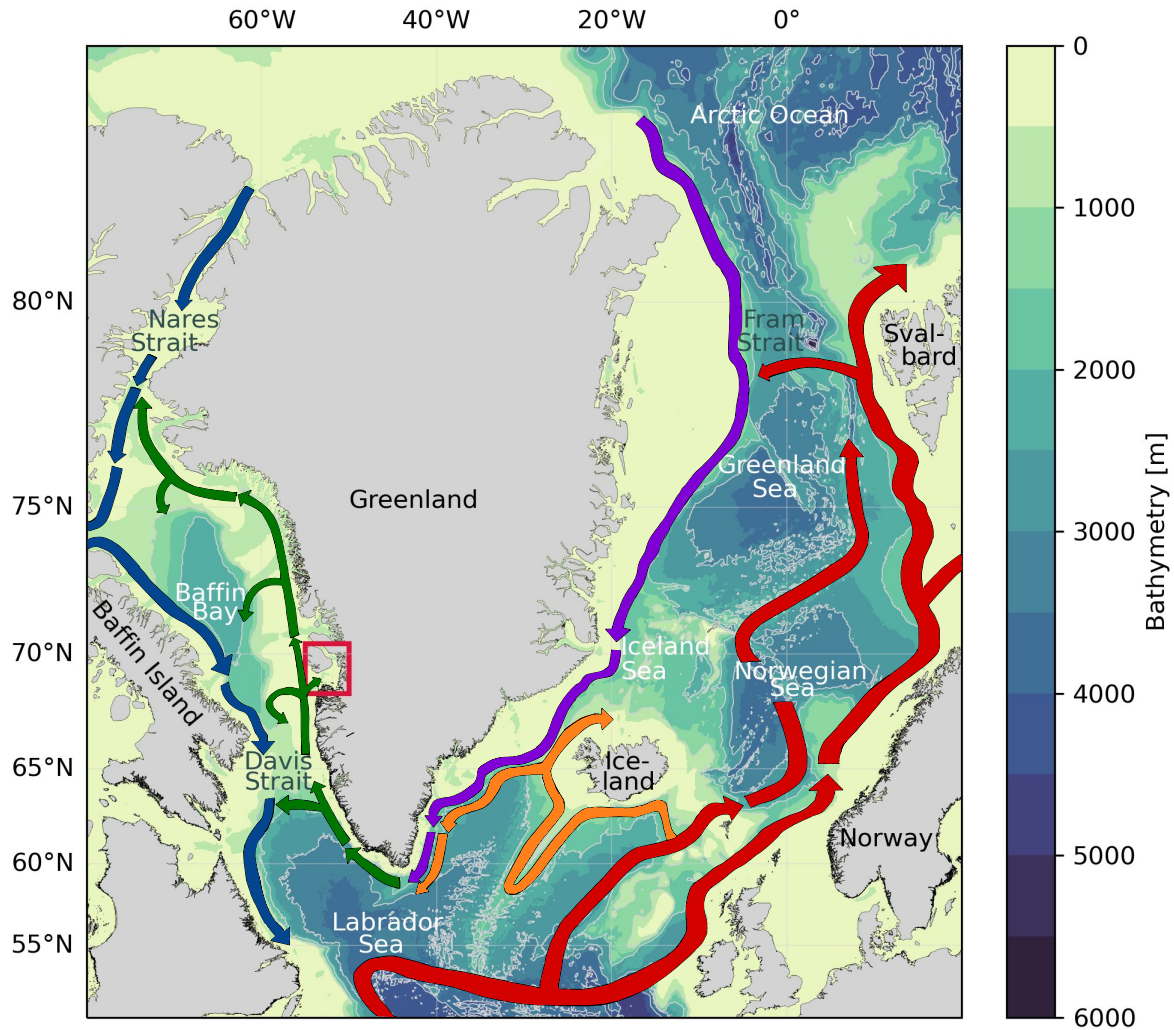 60°W
40°W
20°W
0°
80°N
75°N
70°N
65°N
60°N
55°N
Arctic Ocean
Nares
Strait
Fram
Strait
Sval-
bard
Greenland
Greenland
Sea
Baffin
Bay
Baffin Island
Iceland
Sea
Norwegian
Sea
Davis
Strait
Ice-
land
Norway
Labrador
Sea
0
1000
2000
3000
4000
5000
6000
Bathymetry [m]